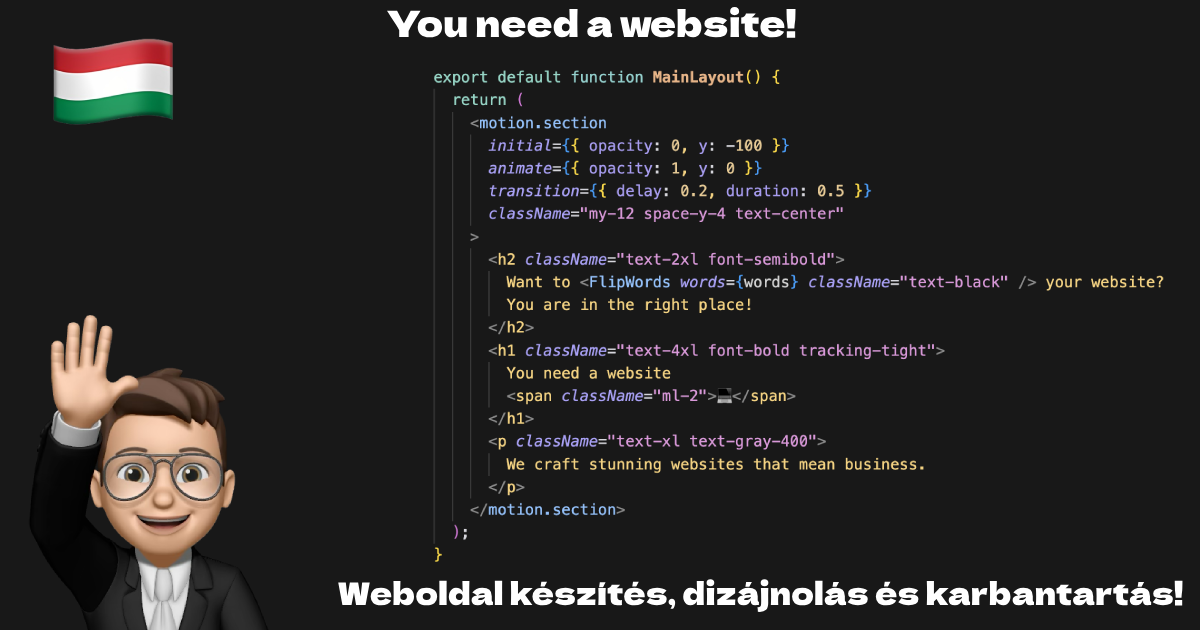 You need a website!
export default function MainLayout() {
return (
<motion.section
initial={{ opacity: 0, y: -100 }}
animate={{ opacity: 1, y: 0 }}
transition={{ delay: 0.2, duration: 0.5 }}
className="my-12 space-y-4 text-center"
>
<h2 className="text-2xl font-semibold">
Want to <FlipWords words={words} className="text-black" /> your website?
You are in the right place!
</h2>
<h1 className="text-4xl font-bold tracking-tight">
You need a website
<span className="ml-2">💻</span>
</h1>
<p className="text-xl text-gray-400">
We craft stunning websites that mean business.
</p>
</motion.section>
);
}
Weboldal készítés, dizájnolás és karbantartás!